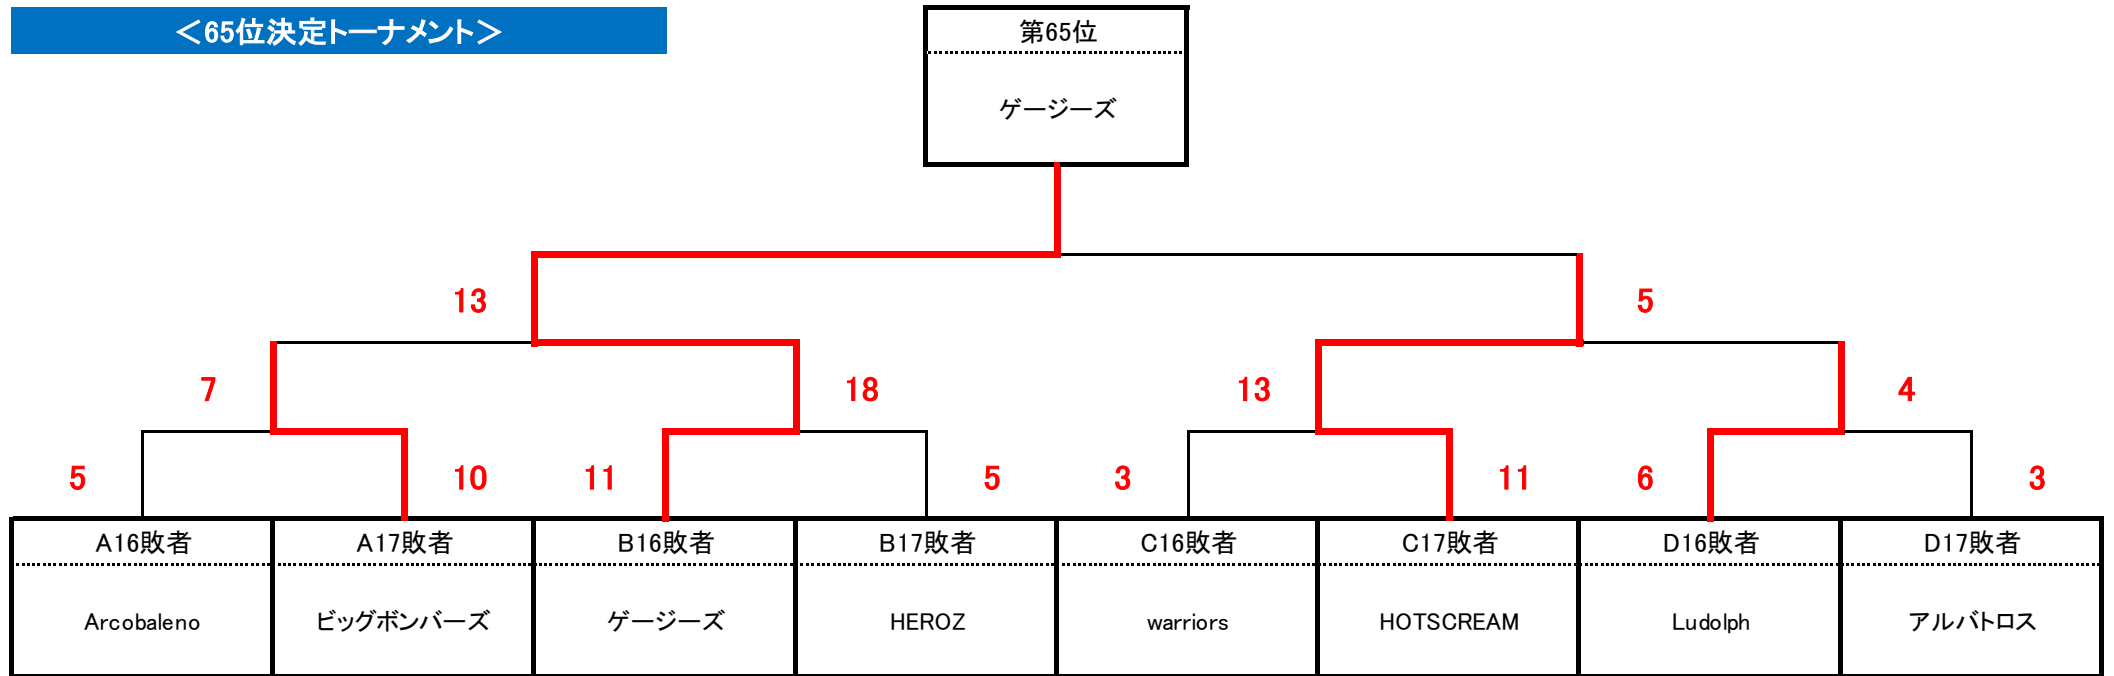 ＜65位決定トーナメント＞
第65位
ゲージーズ
13 5
7 18 13 4
5 10 11 5 3 11 6 3
A16敗者 A17敗者 B16敗者 B17敗者 C16敗者 C17敗者 D16敗者 D17敗者
Arcobaleno ビッグボンバーズ ゲージーズ HEROZ warriors HOTSCREAM Ludolph アルバトロス